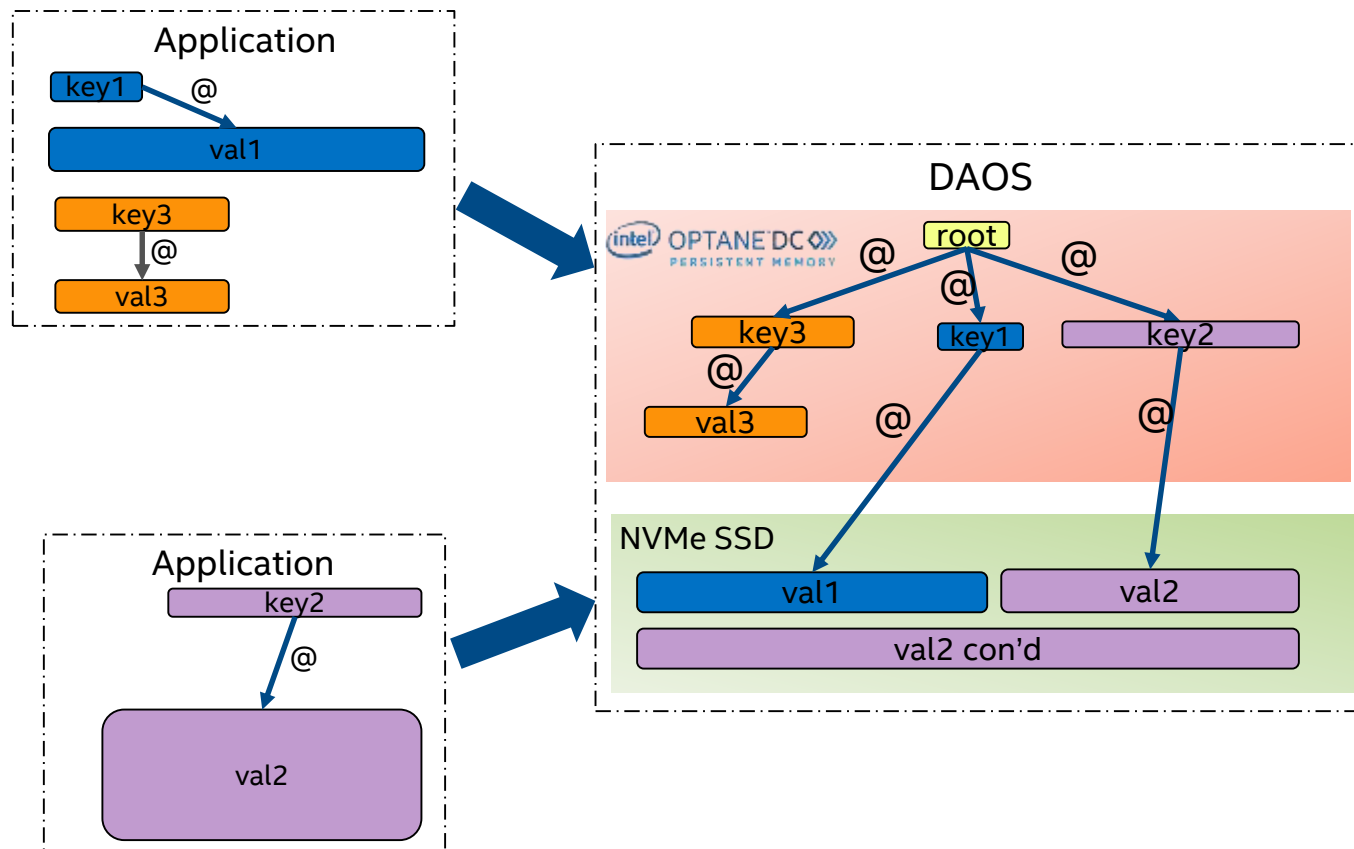 Application
key1
@
val1
key3
@
val3
DAOS
intel OPTANE DC
PERSISTENT MEMORY
root
@
@
@
key3
key1
key2
@
val3
@
@
NVMe SSD
val1
val2
val2 con'd
Application
key2
@
val2